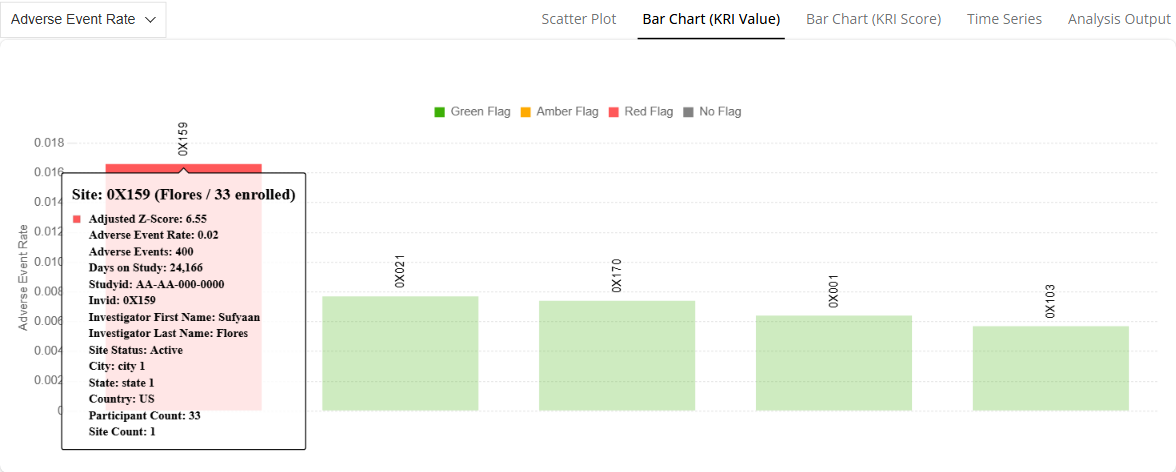 Adverse Event Rate
Scatter Plot
Bar Chart (KRI Value)
Bar Chart (KRI Score)
Time Series
Analysis Output
Green Flag
Amber Flag
Red Flag
No Flag
Adverse Event Rate
0.018
0.016
0.014
0.012
0.010
0.008
0.006
0.004
0.002
0
0X159
0X021
0X170
0X001
0X103
Site: 0X159 (Flores / 33 enrolled)
Adjusted Z-Score: 6.55
Adverse Event Rate: 0.02
Adverse Events: 400
Days on Study: 24,166
Studyid: AA-AA-000-0000
Invid: 0X159
Investigator First Name: Sufyaan
Investigator Last Name: Flores
Site Status: Active
City: city 1
State: state 1
Country: US
Participant Count: 33
Site Count: 1